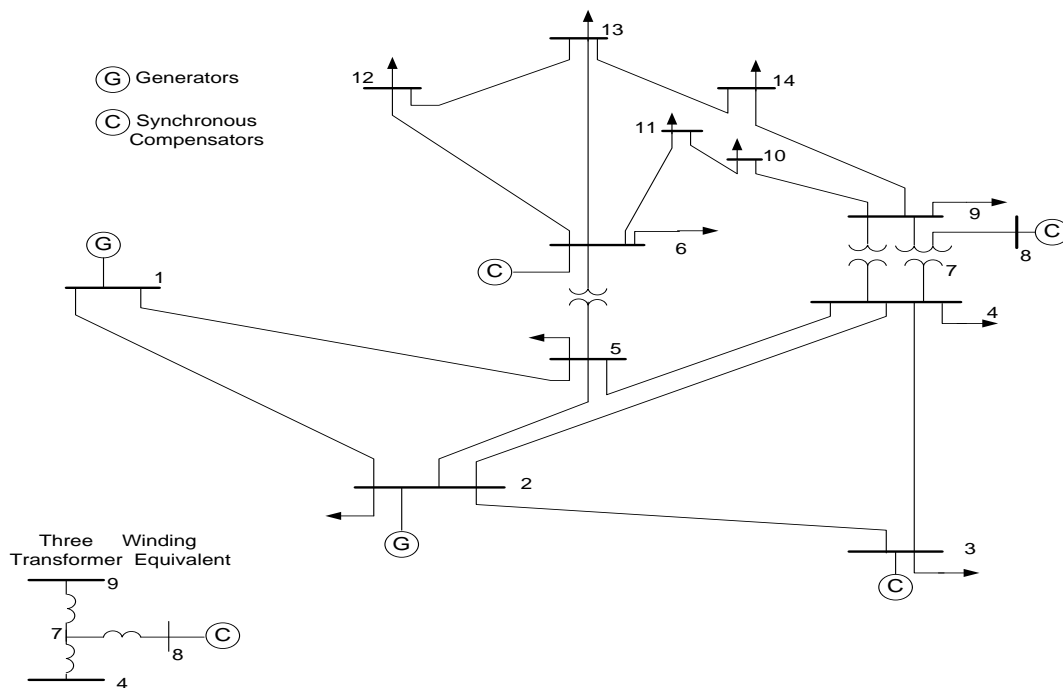 13
G Generators
12
14
C Synchronous
Compensators
11
10
G
9
6
C
8
C
7
1
4
5
2
G
3
C
Three Winding
Transformer Equivalent
9
7
C
8
4